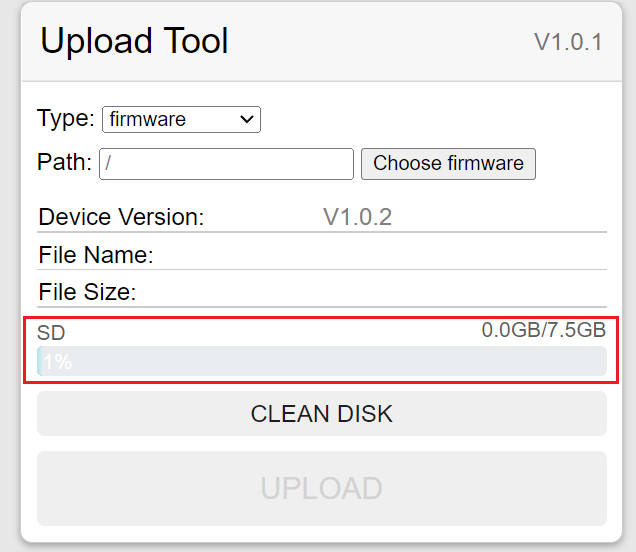 Upload Tool V1.0.1
Type: firmware
Path: / Choose firmware
Device Version: V1.0.2
File Name:
File Size:
SD 0.0GB/7.5GB
1%
CLEAN DISK
UPLOAD